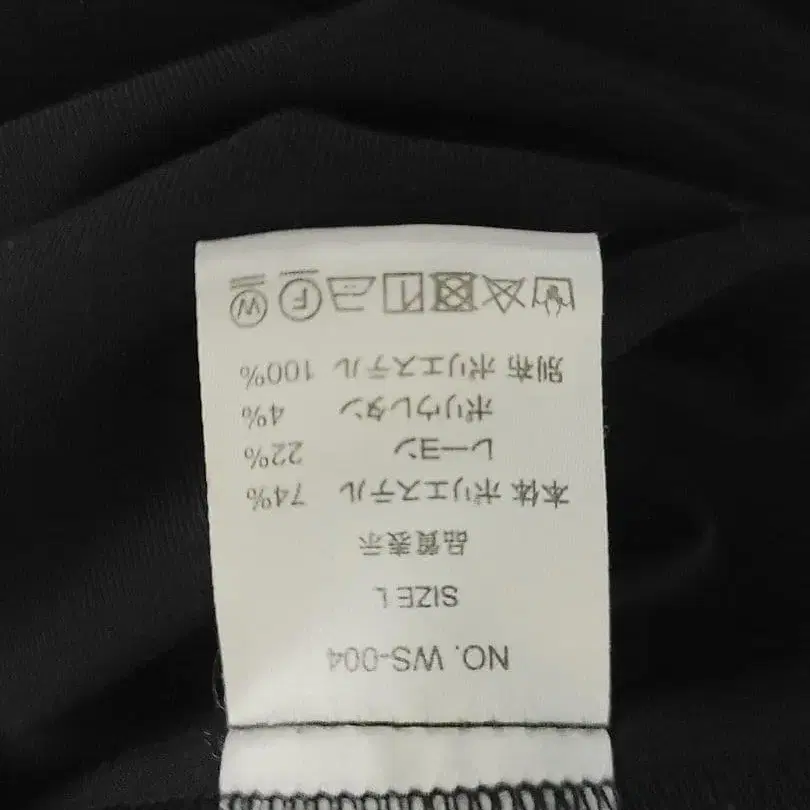 NO. WS-004
SIZE L
品質表示
本体 ポリエステル 74%
レーヨン 22%
ポリウレタン 4%
別布 ポリエステル 100%
F W